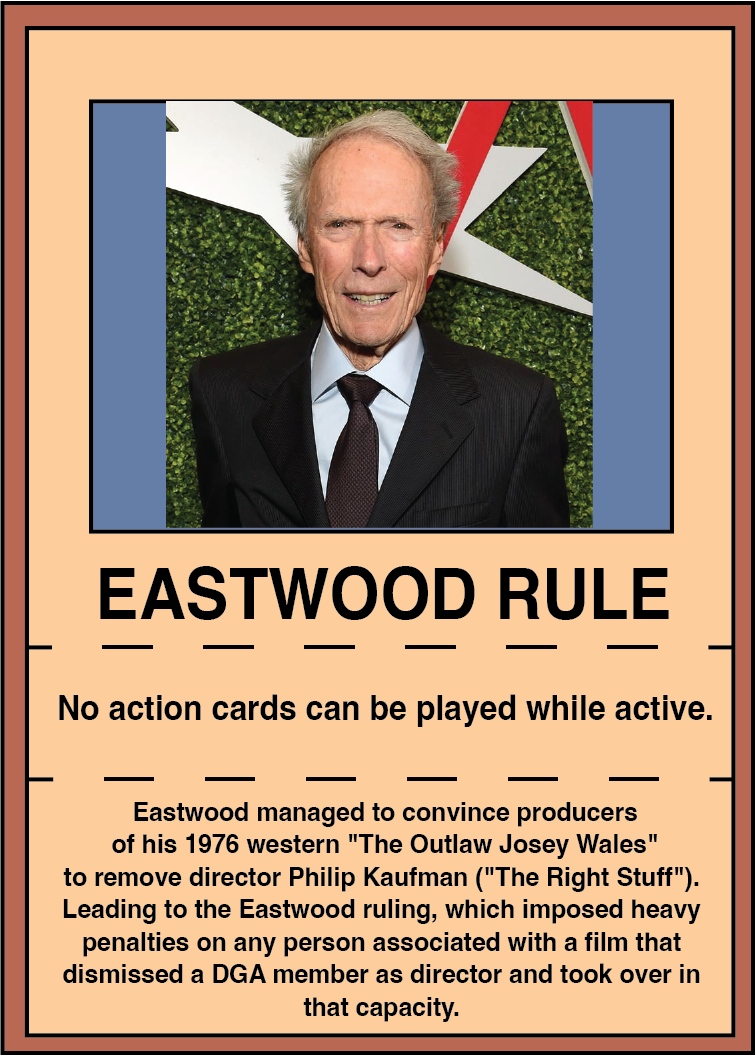 EASTWOOD RULE
No action cards can be played while active.
Eastwood managed to convince producers
of his 1976 western "The Outlaw Josey Wales"
to remove director Philip Kaufman ("The Right Stuff").
Leading to the Eastwood ruling, which imposed heavy
penalties on any person associated with a film that
dismissed a DGA member as director and took over in
that capacity.